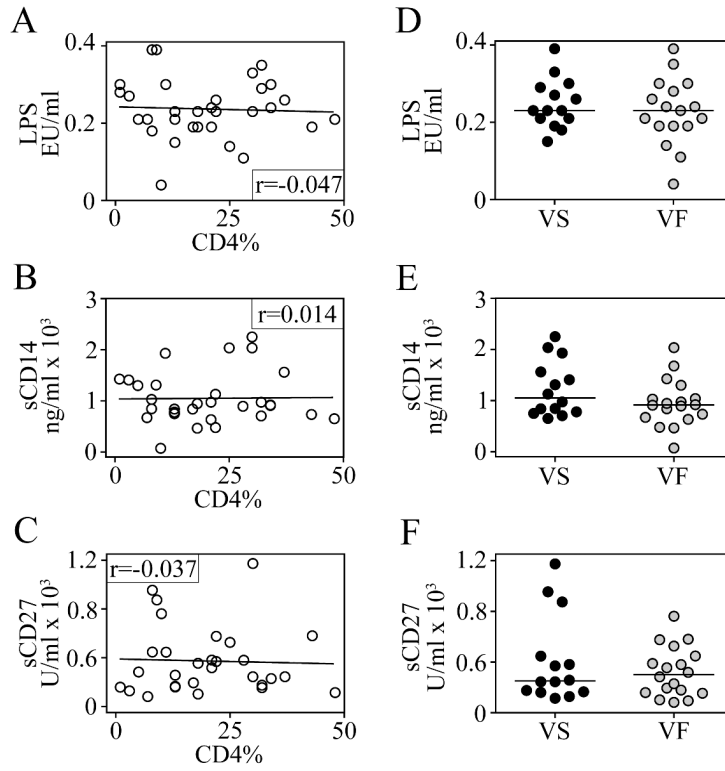 A
0.4
0.2
0
LPS
EU/ml
r=-0.047
0 25 50
CD4%
D
0.4
0.2
0
LPS
EU/ml
VS VF
B
3
2
1
0
sCD14
ng/ml x 10³
r=0.014
0 25 50
CD4%
E
3
2
1
0
sCD14
ng/ml x 10³
VS VF
C
1.2
0.8
0.6
0
sCD27
U/ml x 10³
r=-0.037
0 25 50
CD4%
F
1.2
0.8
0.6
0
sCD27
U/ml x 10³
VS VF